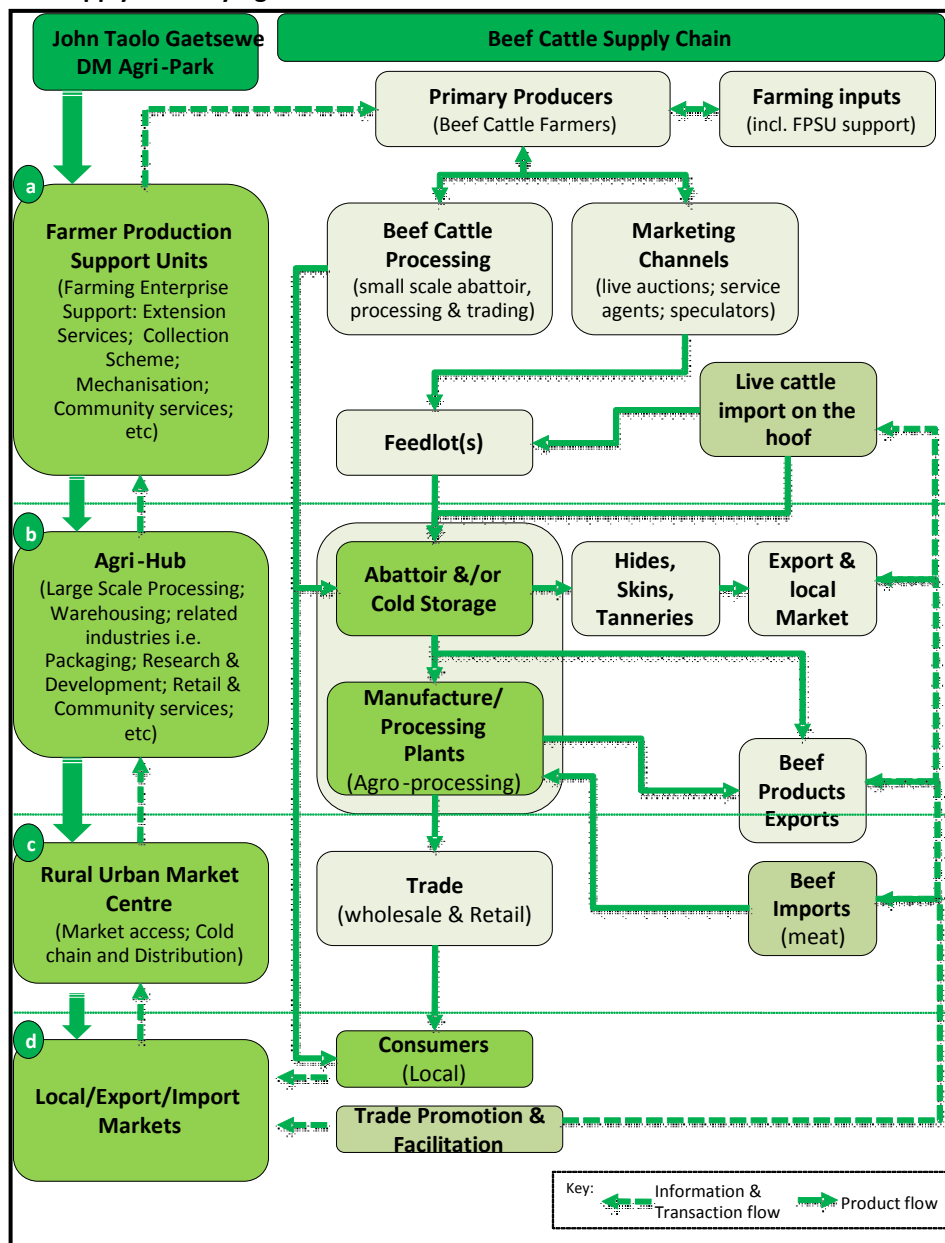 John Taolo Gaetsewe
DM Agri-Park
Beef Cattle Supply Chain
Primary Producers
(Beef Cattle Farmers)
Farming inputs
(incl. FPSU support)
a
Farmer Production
Support Units
(Farming Enterprise
Support: Extension
Services; Collection
Scheme;
Mechanisation;
Community services;
etc)
Beef Cattle
Processing
(small scale abattoir,
processing & trading)
Marketing
Channels
(live auctions; service
agents; speculators)
Live cattle
import on the
hoof
Feedlot(s)
b
Agri-Hub
(Large Scale Processing;
Warehousing; related
industries i.e.
Packaging; Research &
Development; Retail &
Community services;
etc)
Abattoir &/or
Cold Storage
Hides,
Skins,
Tanneries
Export &
local
Market
Manufacture/
Processing
Plants
(Agro-processing)
Beef
Products
Exports
c
Rural Urban Market
Centre
(Market access; Cold
chain and Distribution)
Trade
(wholesale & Retail)
Beef
Imports
(meat)
d
Local/Export/Import
Markets
Consumers
(Local)
Trade Promotion &
Facilitation
Key:
Information &
Transaction flow
Product flow